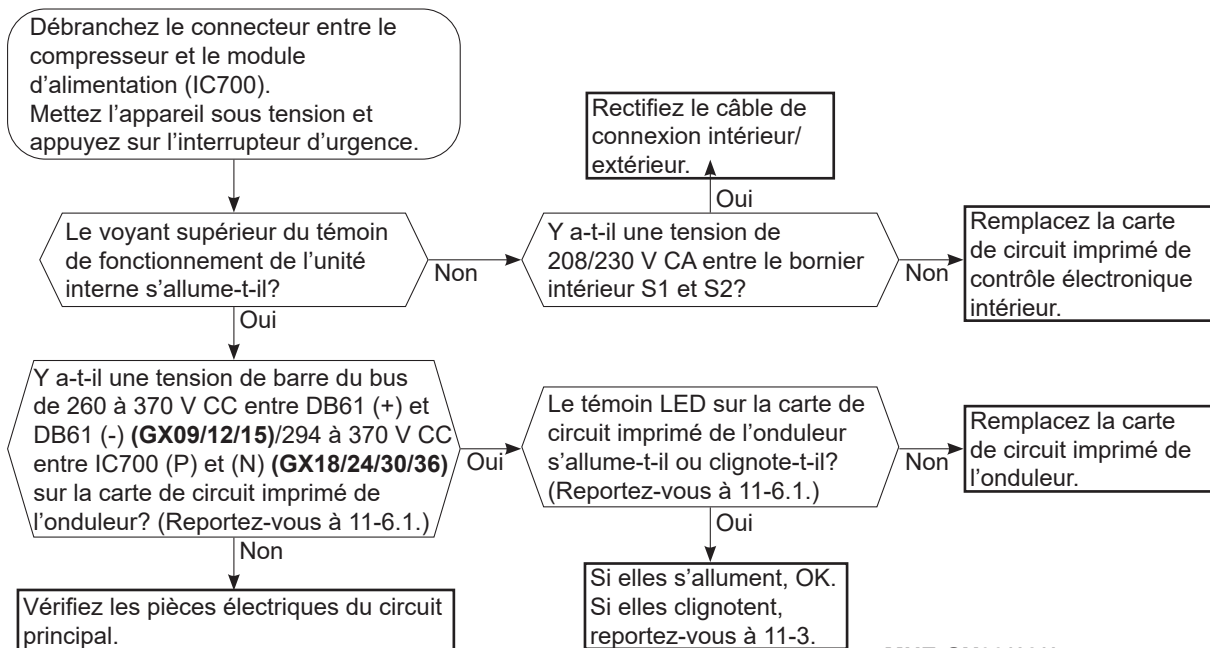 Débranchez le connecteur entre le
compresseur et le module
d'alimentation (IC700).
Mettez l'appareil sous tension et
appuyez sur l'interrupteur d'urgence.
Rectifiez le câble de
connexion intérieur/
extérieur.
Oui
Le voyant supérieur du témoin
de fonctionnement de l'unité
interne s'allume-t-il?
Non
Y a-t-il une tension de
208/230 V CA entre le bornier
intérieur S1 et S2?
Non
Remplacez la carte
de circuit imprimé de
contrôle électronique
intérieur.
Oui
Y a-t-il une tension de barre du bus
de 260 à 370 V CC entre DB61 (+) et
DB61 (-) (GX09/12/15)/294 à 370 V CC
entre IC700 (P) et (N) (GX18/24/30/36)
sur la carte de circuit imprimé de
l'onduleur? (Reportez-vous à 11-6.1.)
Oui
Le témoin LED sur la carte de
circuit imprimé de l'onduleur
s'allume-t-il ou clignote-t-il?
(Reportez-vous à 11-6.1.)
Non
Remplacez la carte
de circuit imprimé de
l'onduleur.
Non
Oui
Vérifiez les pièces électriques du circuit
principal.
Si elles s'allument, OK.
Si elles clignotent,
reportez-vous à 11-3.